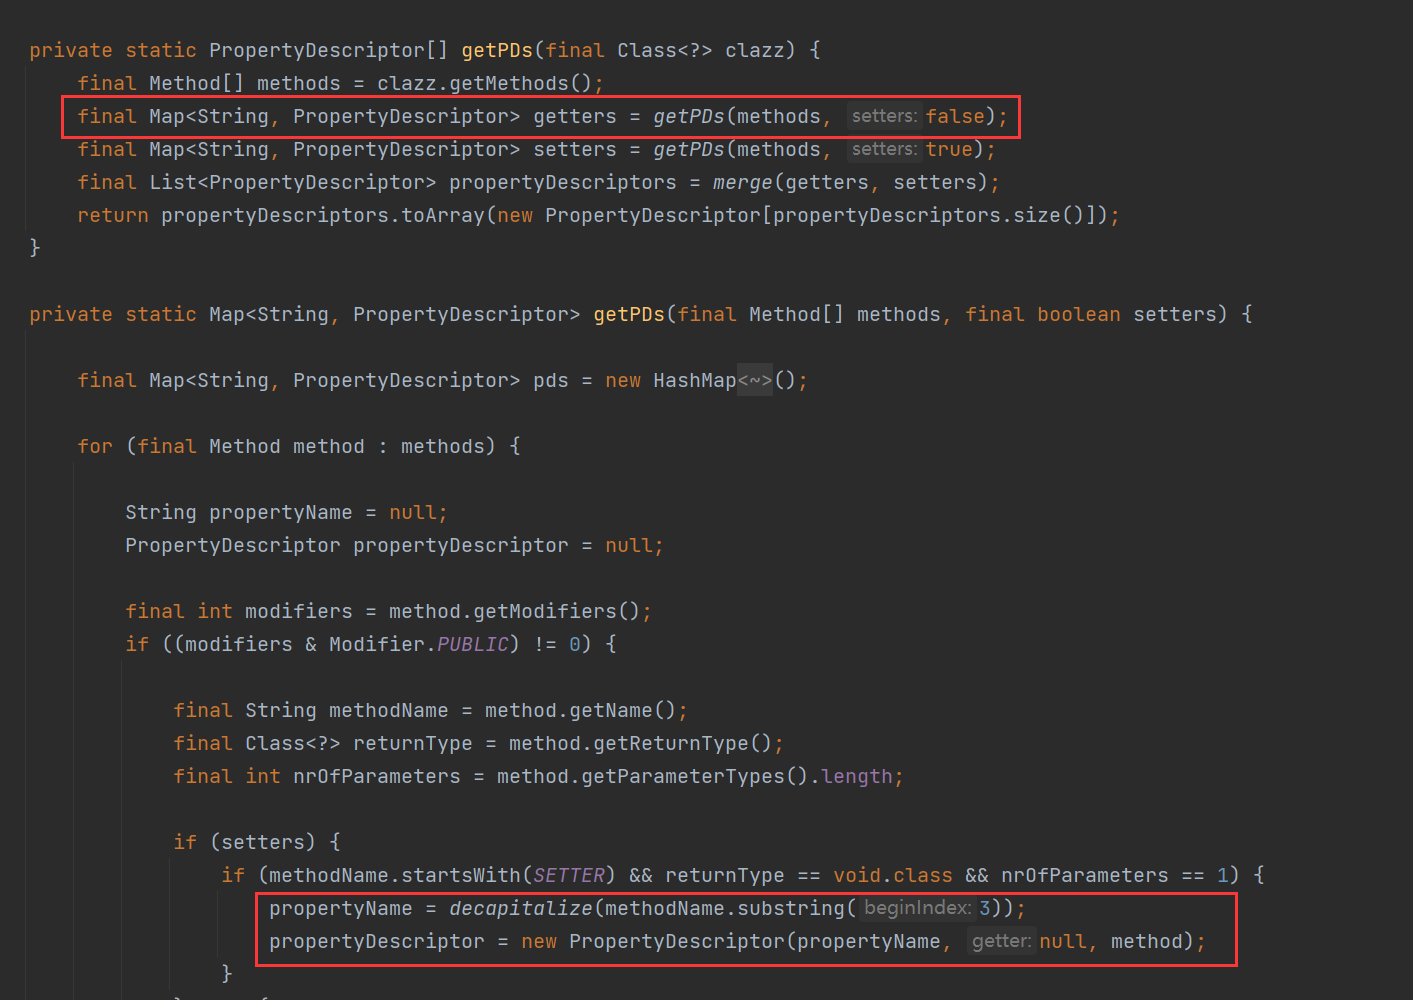 private static PropertyDescriptor[] getPDs(final Class<?> clazz) {
final Method[] methods = clazz.getMethods();
final Map<String, PropertyDescriptor> getters = getPDs(methods, setters: false);
final Map<String, PropertyDescriptor> setters = getPDs(methods, setters: true);
final List<PropertyDescriptor> propertyDescriptors = merge(getters, setters);
return propertyDescriptors.toArray(new PropertyDescriptor[propertyDescriptors.size()]);
}
private static Map<String, PropertyDescriptor> getPDs(final Method[] methods, final boolean setters) {
final Map<String, PropertyDescriptor> pds = new HashMap<~>();
for (final Method method : methods) {
String propertyName = null;
PropertyDescriptor propertyDescriptor = null;
final int modifiers = method.getModifiers();
if ((modifiers & Modifier.PUBLIC) != 0) {
final String methodName = method.getName();
final Class<?> returnType = method.getReturnType();
final int nrOfParameters = method.getParameterTypes().length;
if (setters) {
if (methodName.startsWith(SETTER) && returnType == void.class && nrOfParameters == 1) {
propertyName = decapitalize(methodName.substring( beginIndex: 3));
propertyDescriptor = new PropertyDescriptor(propertyName, getter: null, method);
}